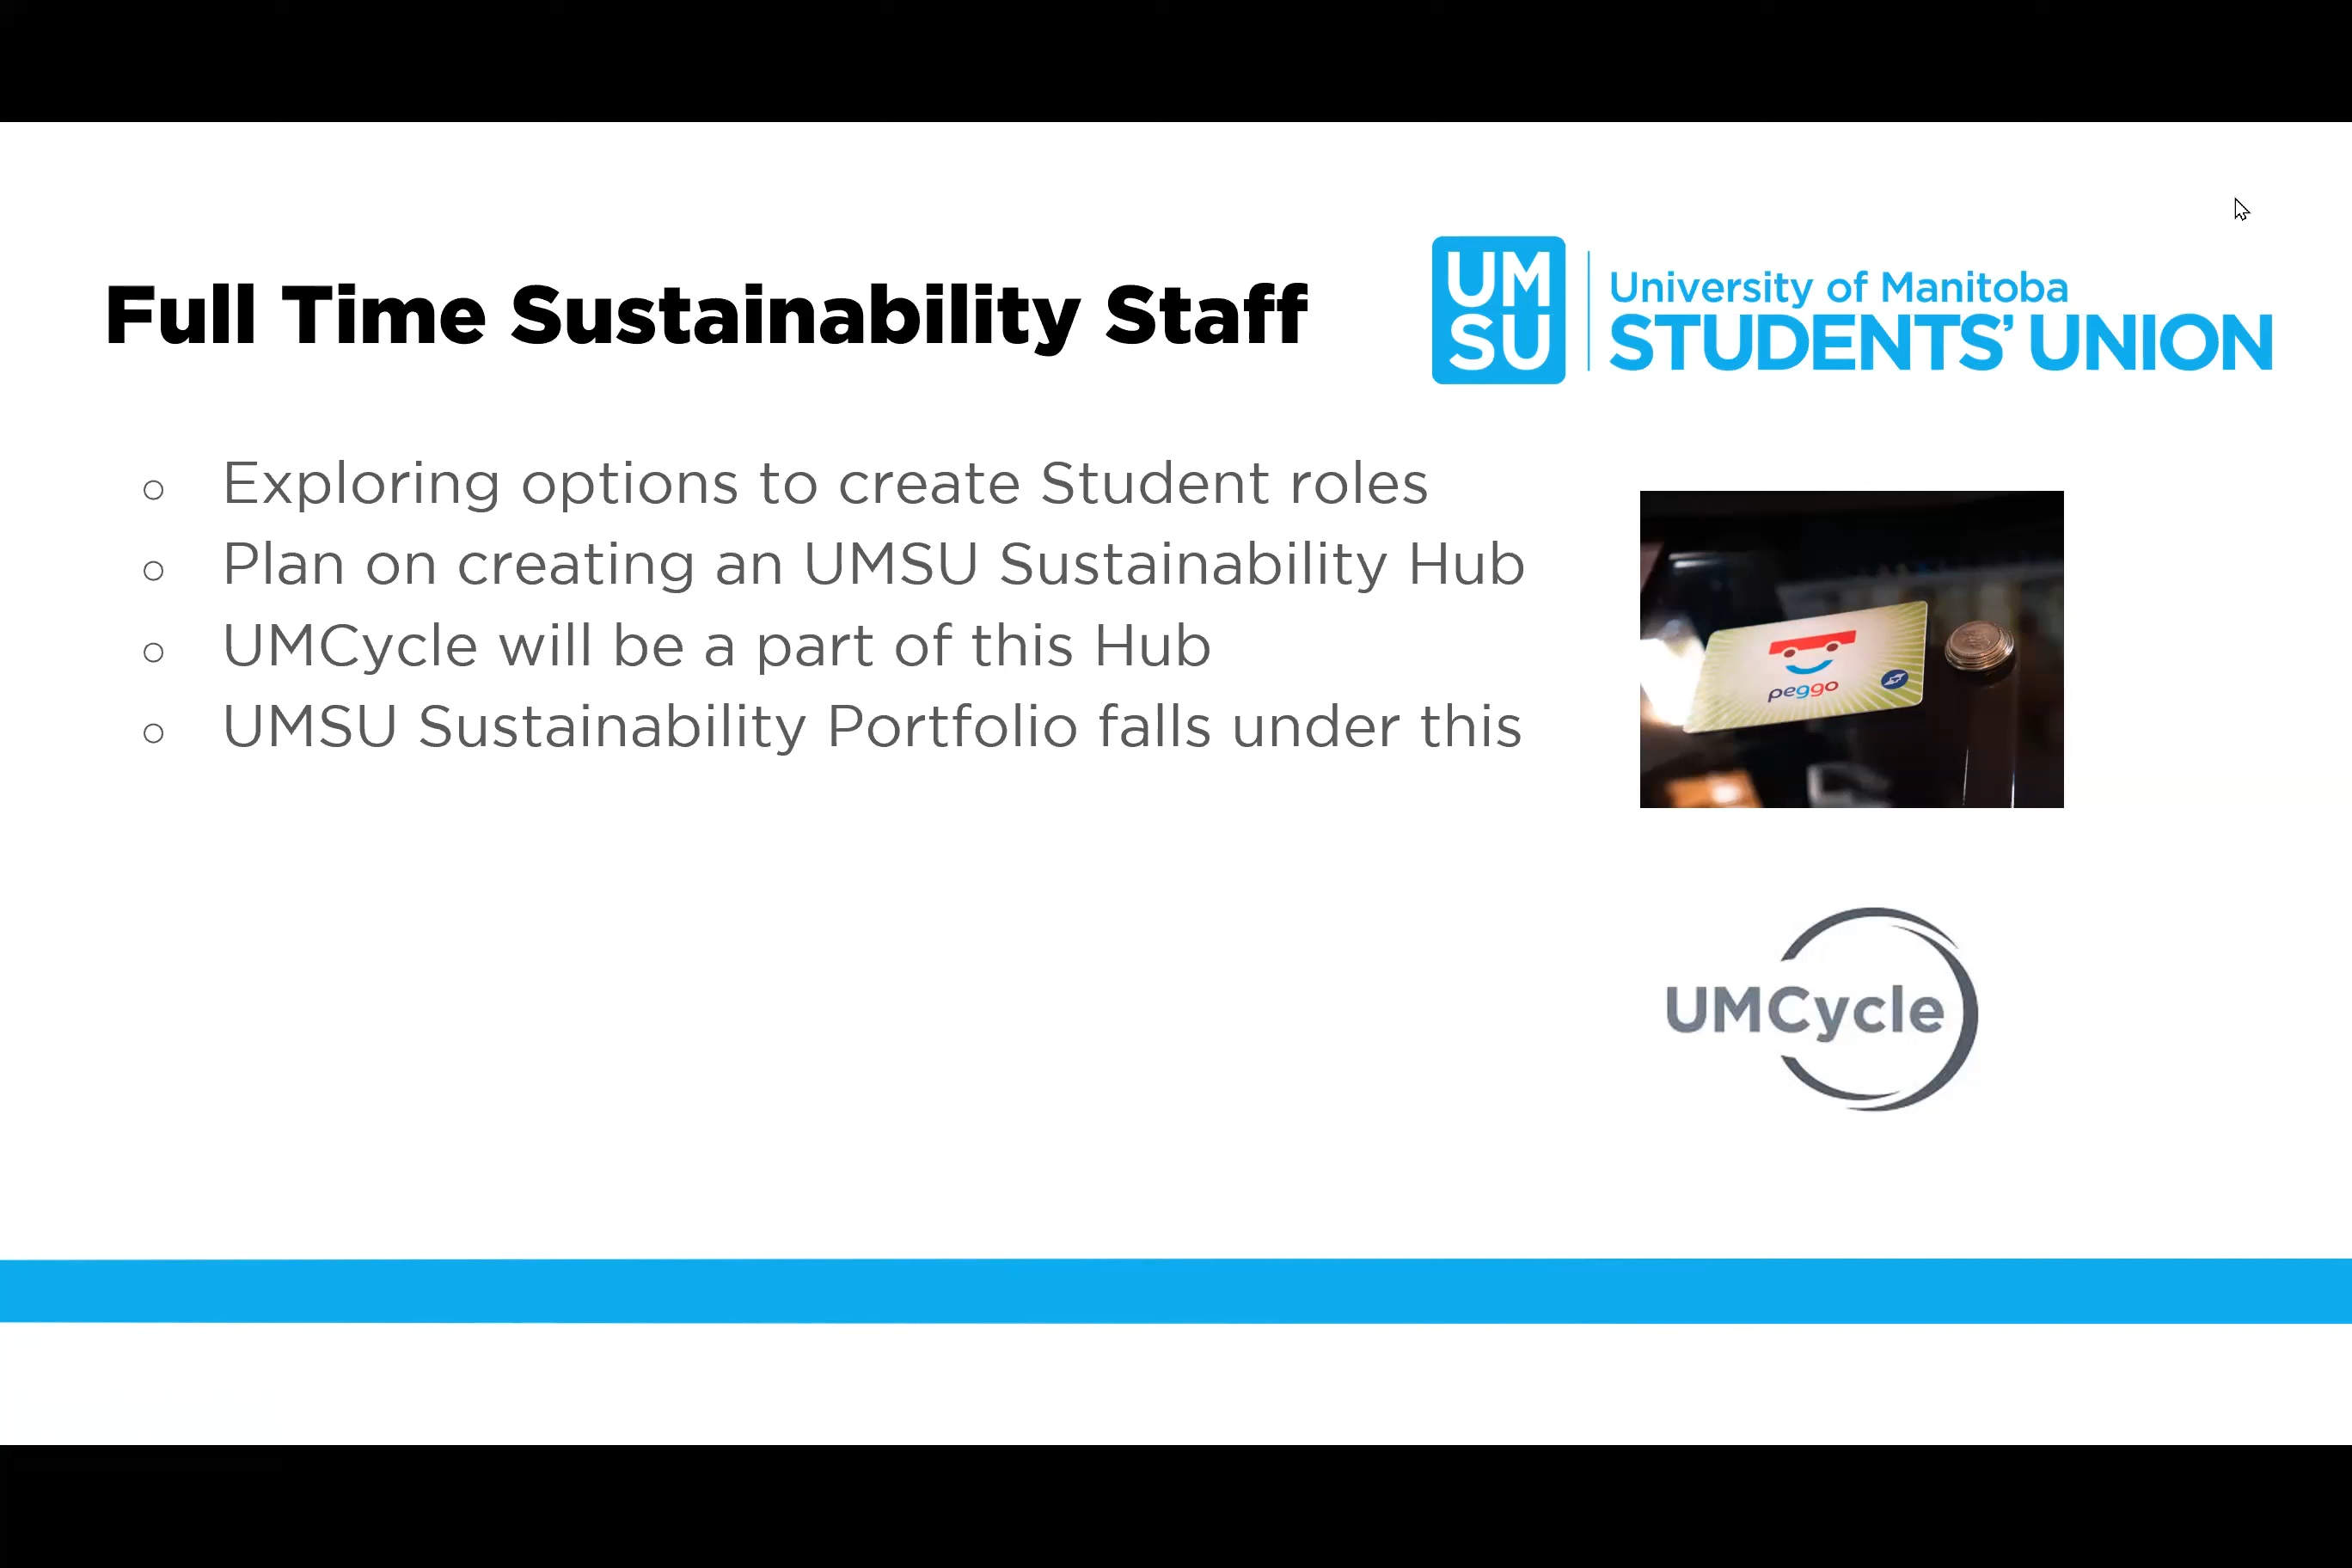 Full Time Sustainability Staff
UM
SU
University of Manitoba
STUDENTS' UNION
○ Exploring options to create Student roles
○ Plan on creating an UMSU Sustainability Hub
○ UMCycle will be a part of this Hub
○ UMSU Sustainability Portfolio falls under this
peggo
UMCycle